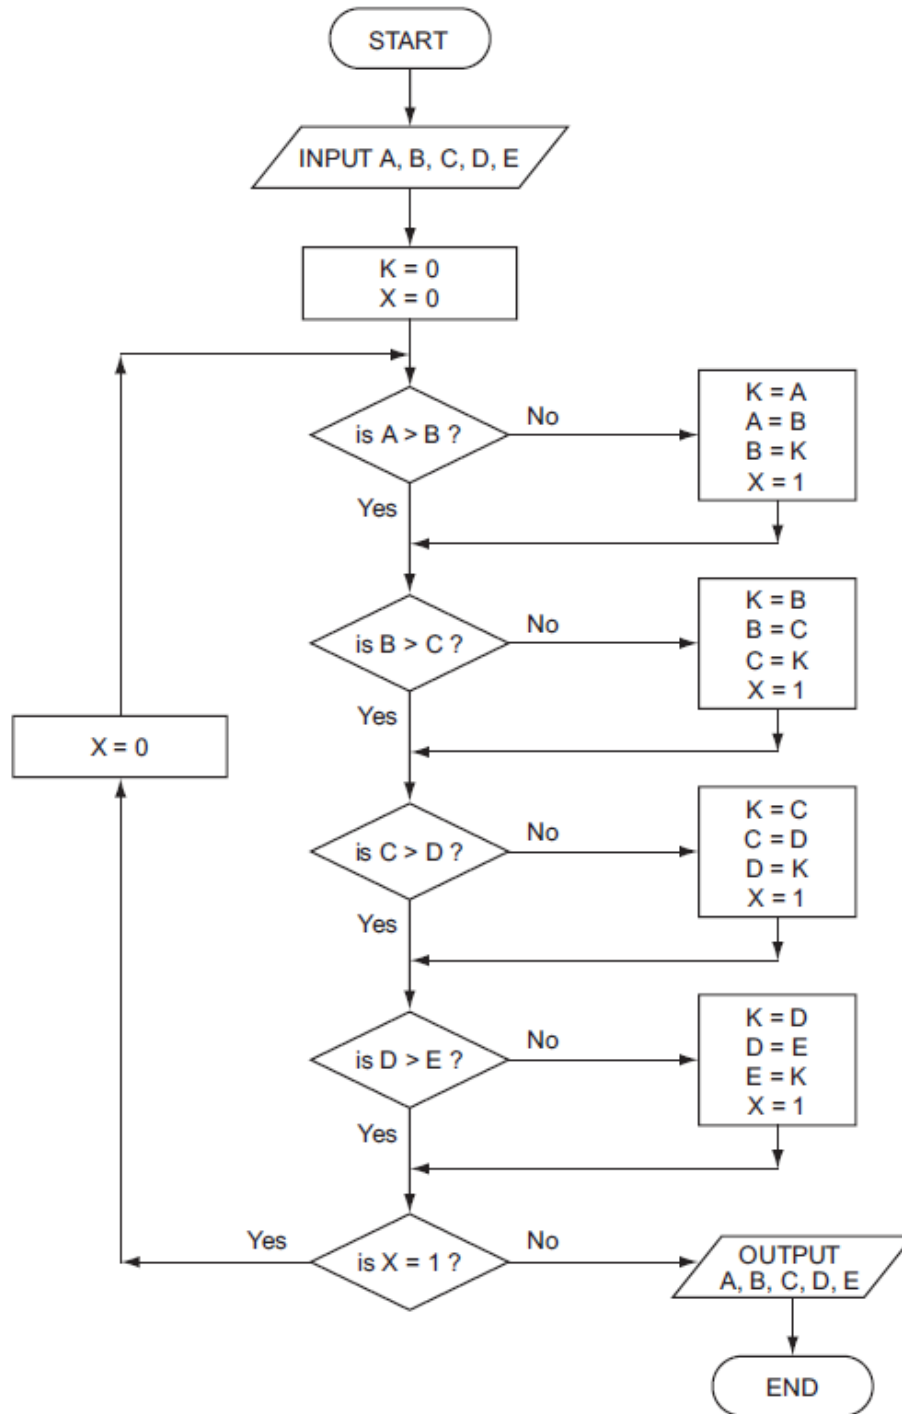 START
INPUT A, B, C, D, E
K = 0
X = 0
is A > B ?
No
K = A
A = B
B = K
X = 1
Yes
is B > C ?
No
K = B
B = C
C = K
X = 1
Yes
X = 0
is C > D ?
No
K = C
C = D
D = K
X = 1
Yes
is D > E ?
No
K = D
D = E
E = K
X = 1
Yes
Yes
is X = 1 ?
No
OUTPUT
A, B, C, D, E
END